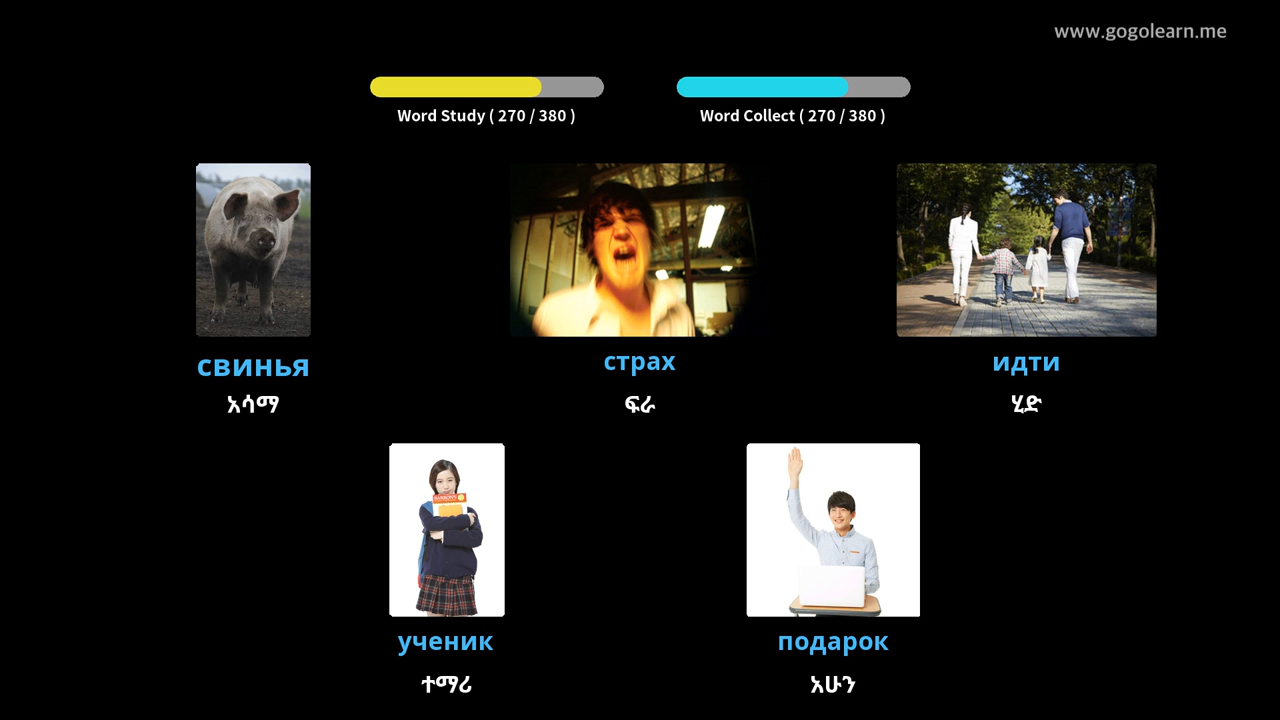 www.gogolearn.me
Word Study ( 270 / 380 )
Word Collect ( 270 / 380 )
свинья
አሳማ
страх
ፍራ
идти
ሂድ
ученик
ተማሪ
подарок
አሁን